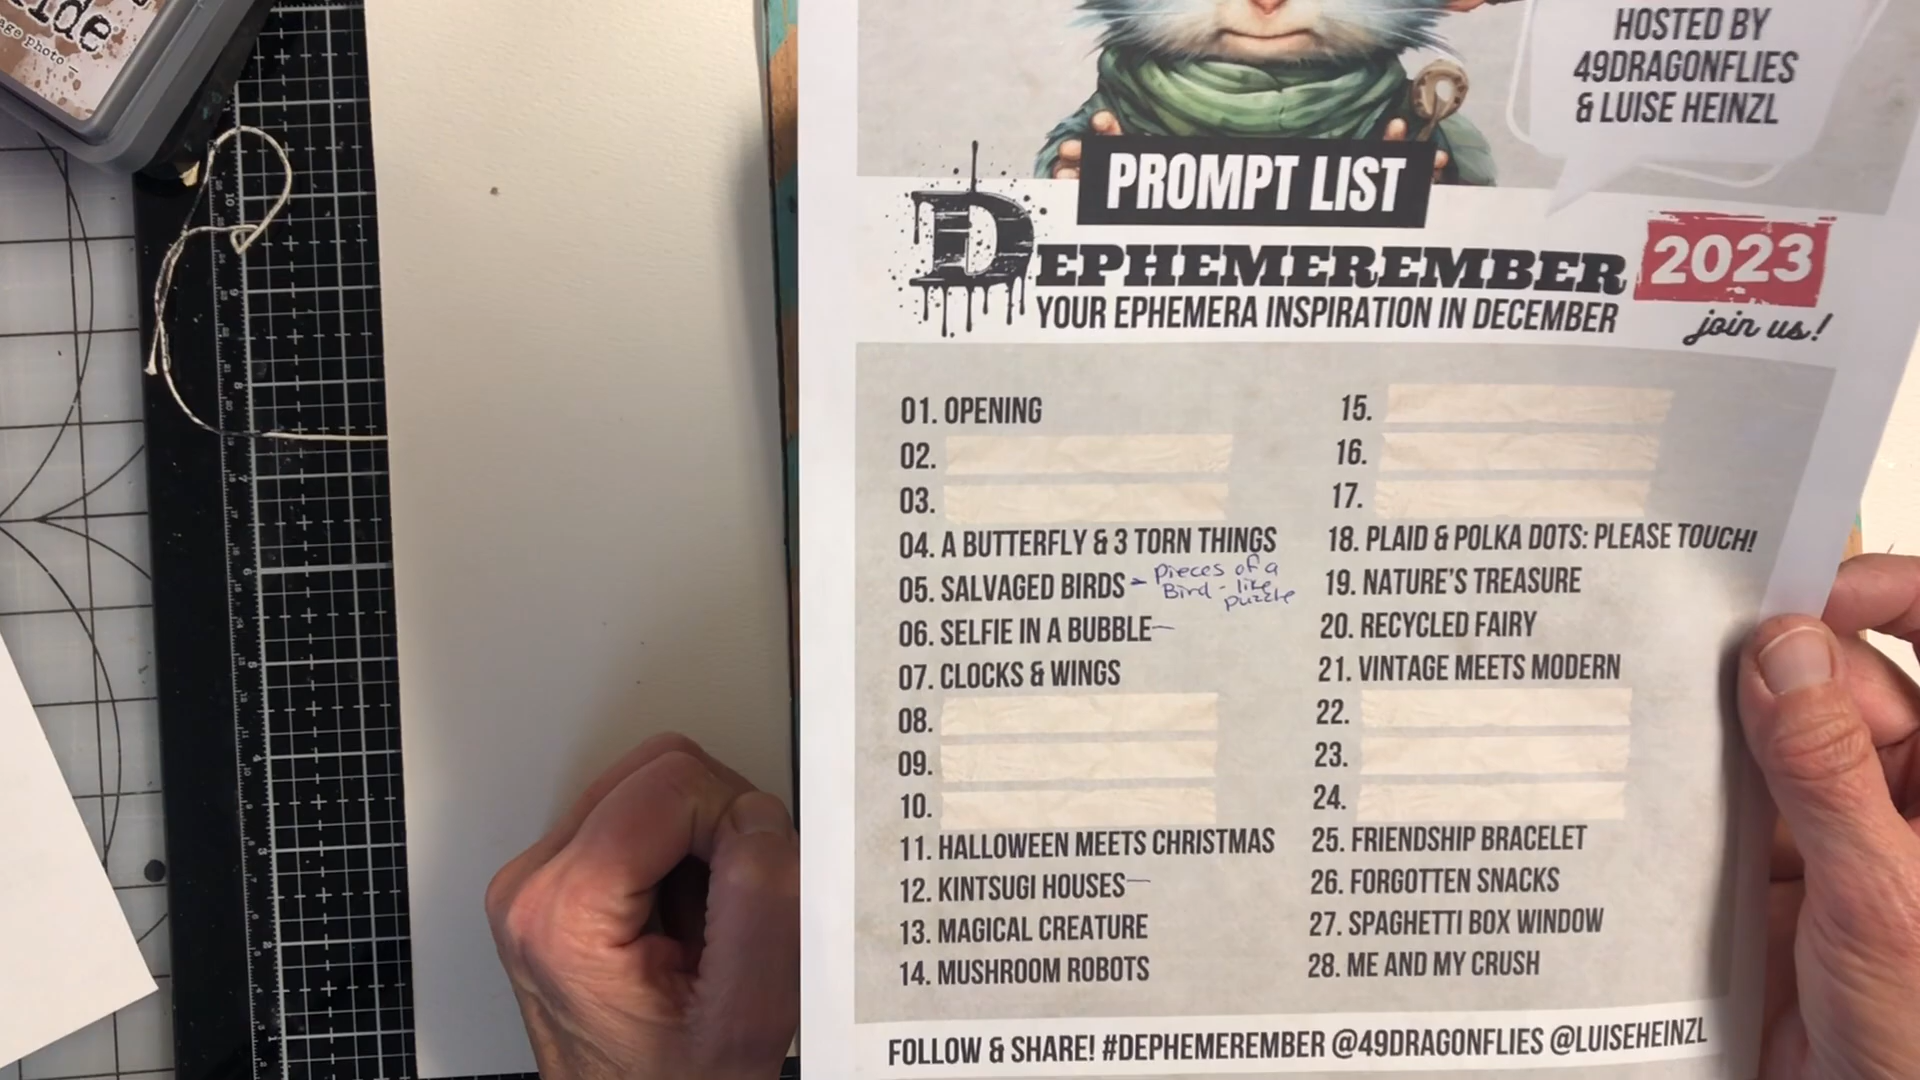 HOSTED BY
49DRAGONFLIES
& LUISE HEINZL
PROMPT LIST
DEPHEMEREMBER
2023
YOUR EPHEMERA INSPIRATION IN DECEMBER
join us!
01. OPENING
02.
03.
04. A BUTTERFLY & 3 TORN THINGS
05. SALVAGED BIRDS - Pieces of a
Bird - like
puzzle
06. SELFIE IN A BUBBLE
07. CLOCKS & WINGS
08.
09.
10.
11. HALLOWEEN MEETS CHRISTMAS
12. KINTSUGI HOUSES
13. MAGICAL CREATURE
14. MUSHROOM ROBOTS
15.
16.
17.
18. PLAID & POLKA DOTS: PLEASE TOUCH!
19. NATURE'S TREASURE
20. RECYCLED FAIRY
21. VINTAGE MEETS MODERN
22.
23.
24.
25. FRIENDSHIP BRACELET
26. FORGOTTEN SNACKS
27. SPAGHETTI BOX WINDOW
28. ME AND MY CRUSH
FOLLOW & SHARE! #DEPHEMEREMBER @49DRAGONFLIES @LUISEHEINZL